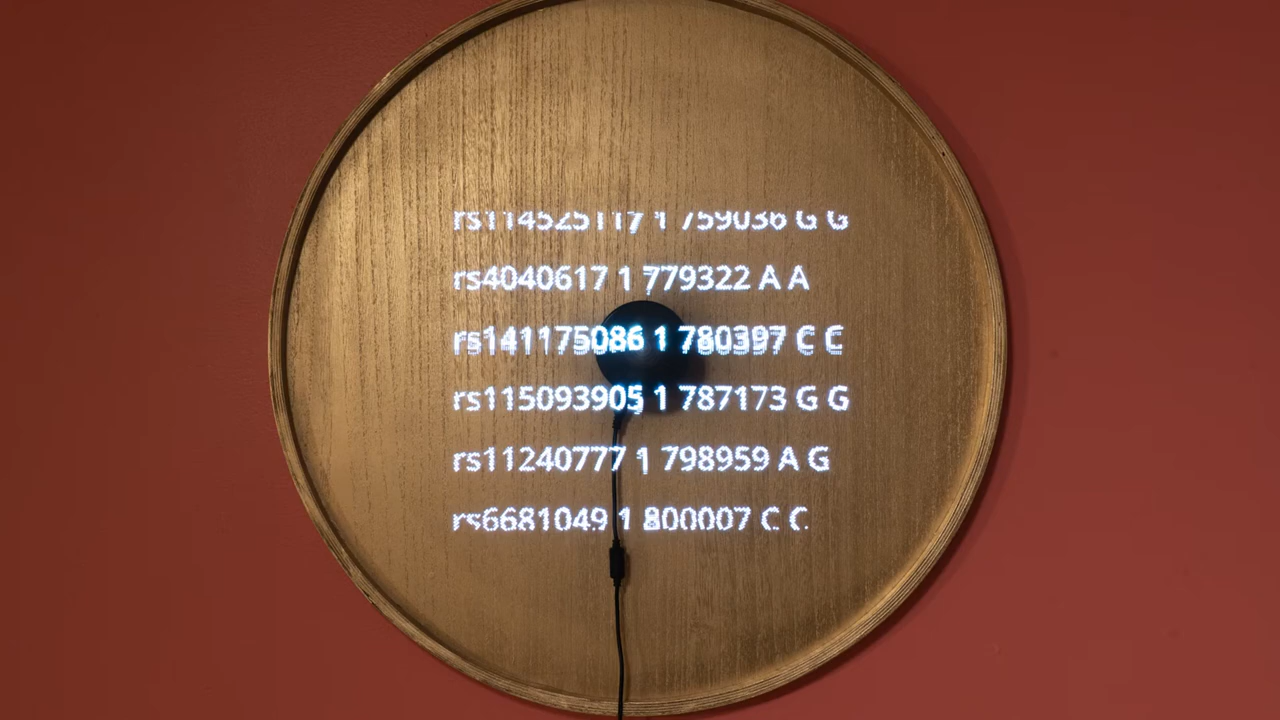 rs114525117 1 759036 G G
rs4040617 1 779322 A A
rs141175086 1 780397 C C
rs115093905 1 787173 G G
rs11240777 1 798959 A G
rs6681049 1 800007 C C